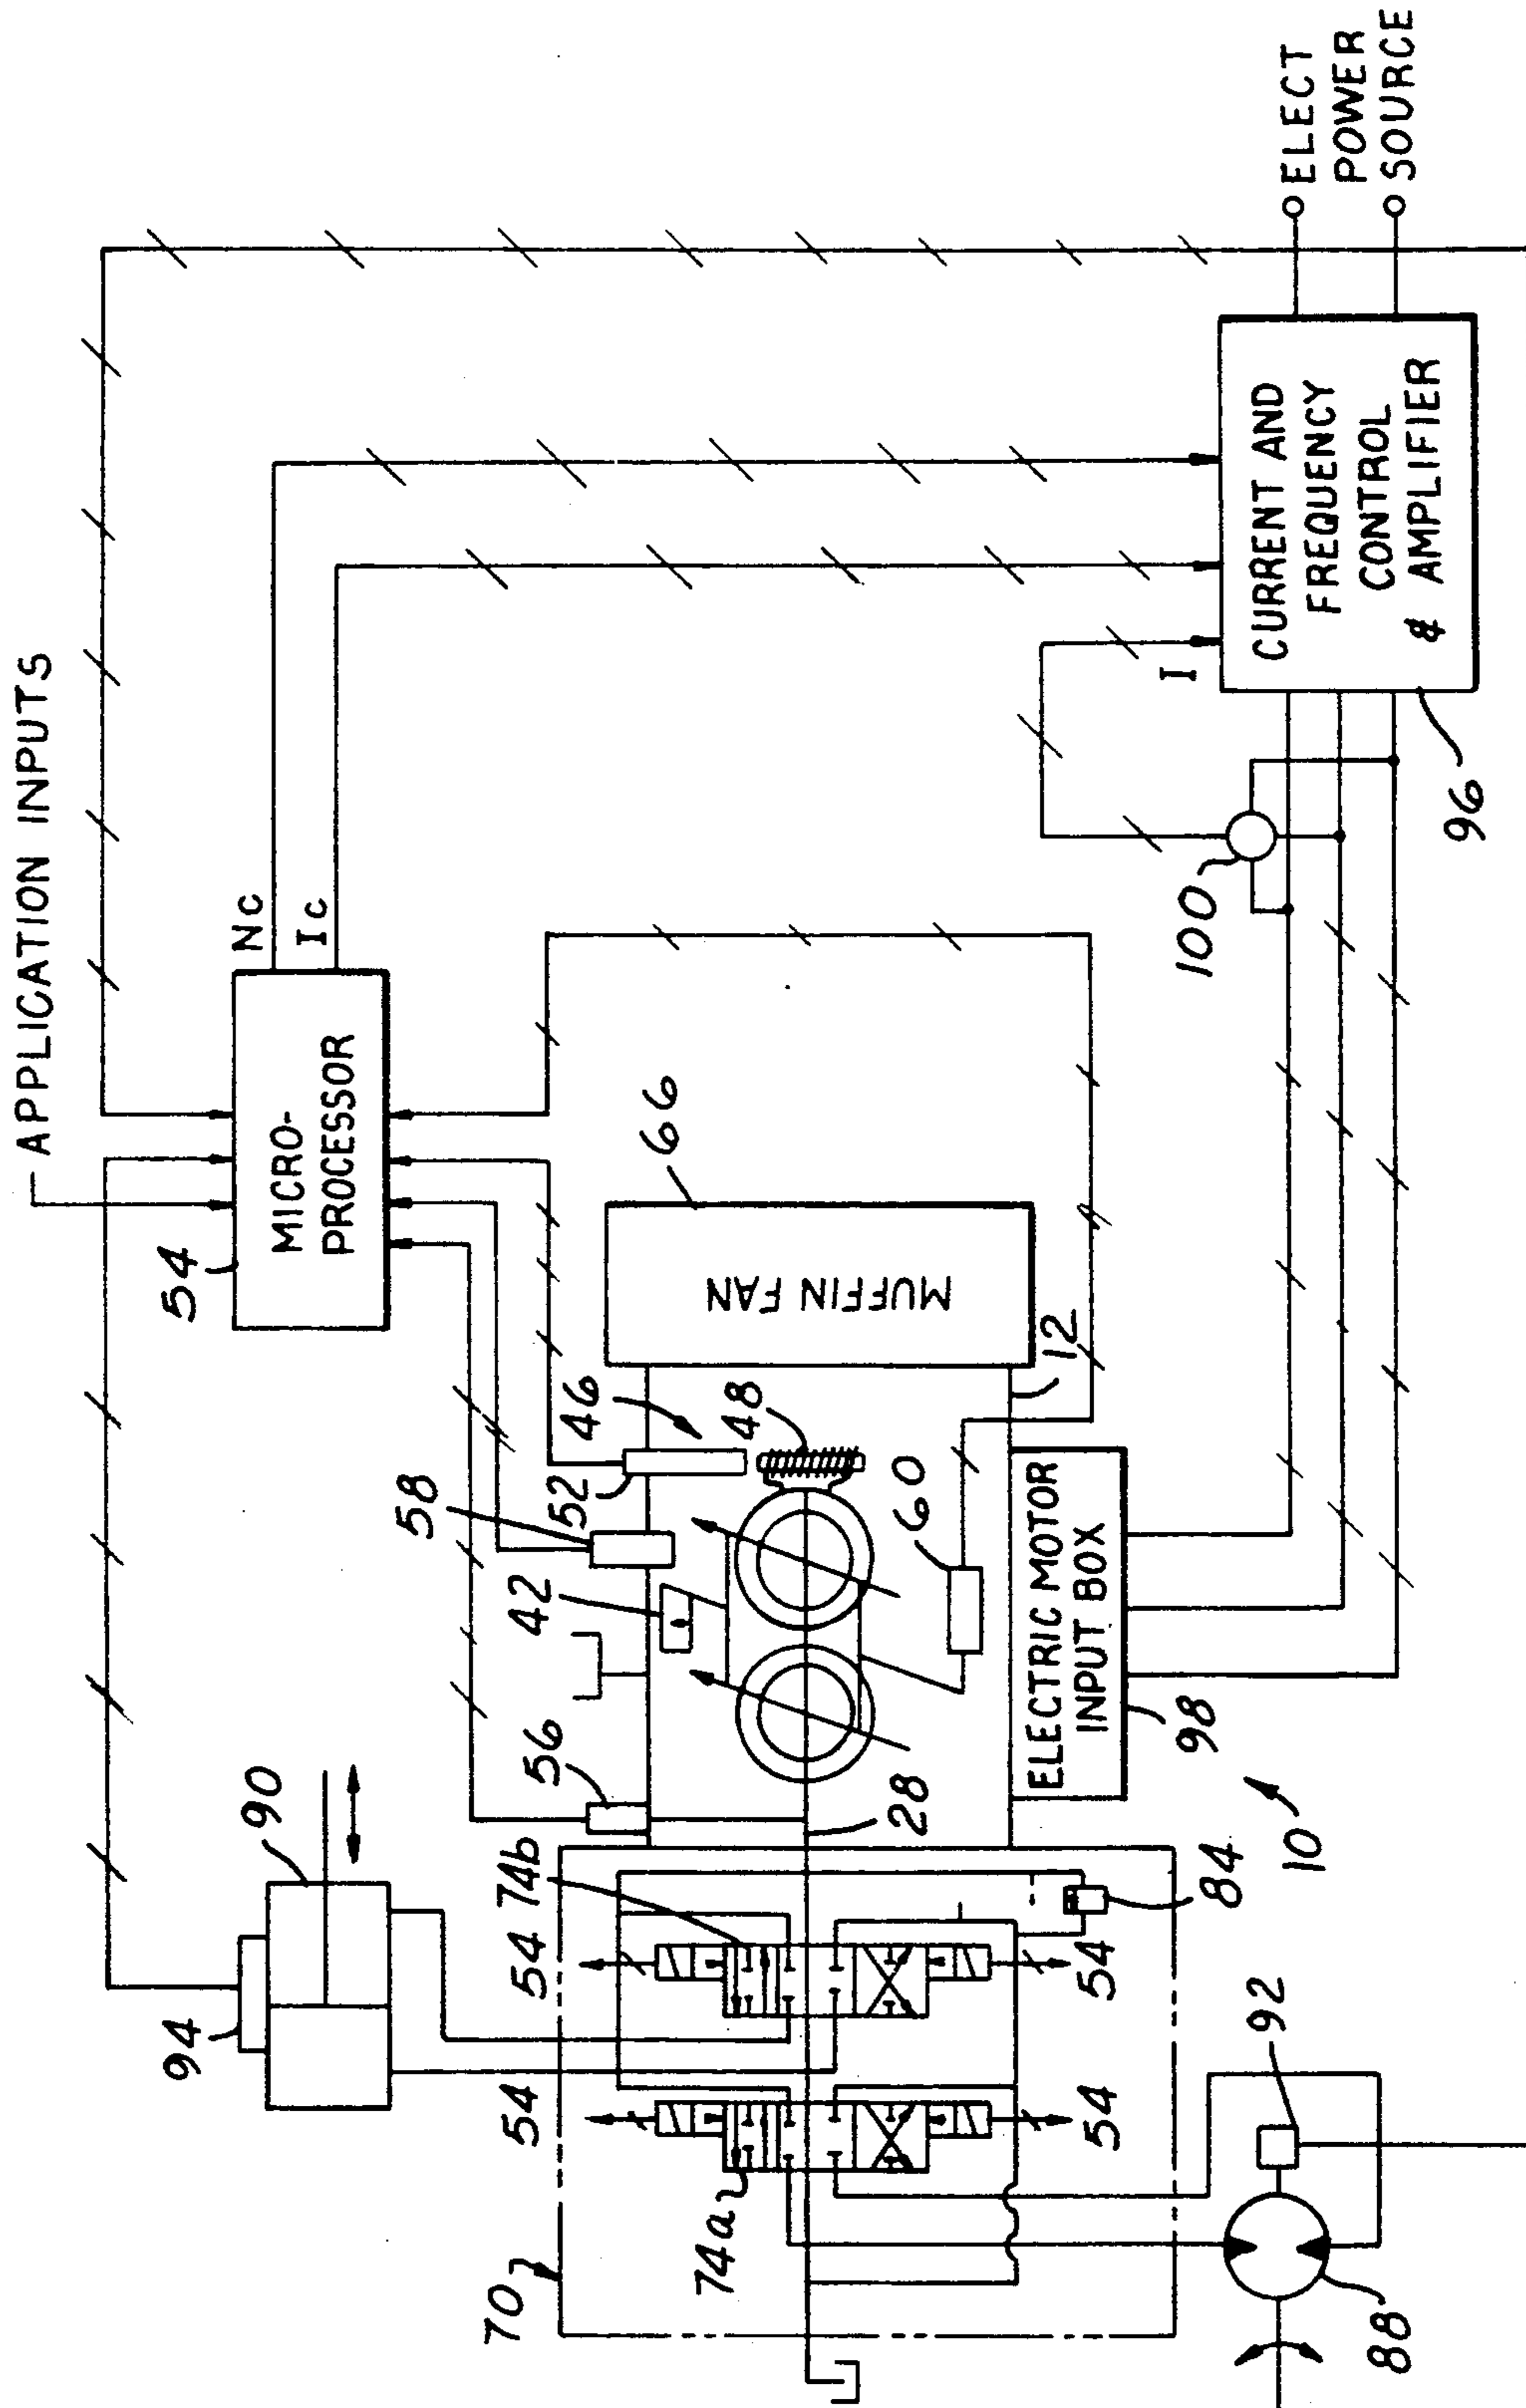 APPLICATION INPUTS
Nc
Ic
54
MICRO-
PROCESSOR
94
90
58
56
42
52
46
48
66
MUFFIN FAN
12
60
28
70
54
54
74b
74a
54
54
84
10
98
ELECTRIC MOTOR
INPUT BOX
92
88
100
I
96
CURRENT AND
FREQUENCY
CONTROL
& AMPLIFIER
ELECT
POWER
SOURCE